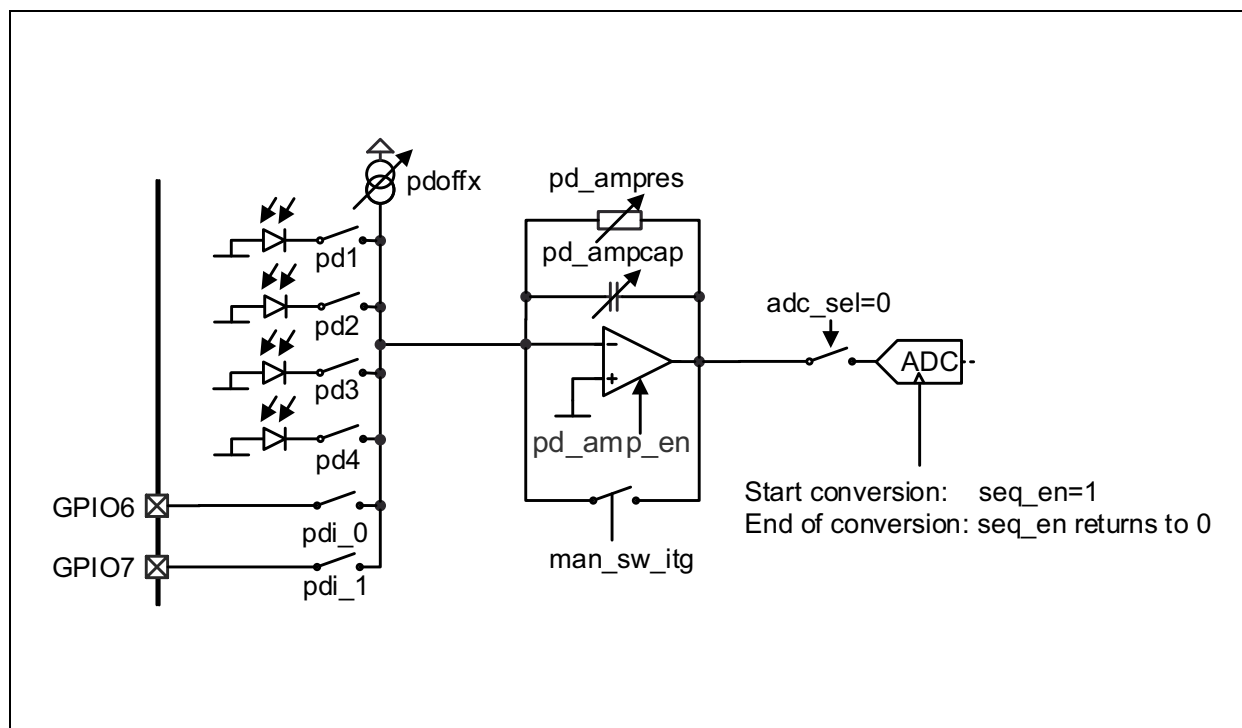 pdoffx
pd1
pd2
pd3
pd4
GPIO6
pdi_0
GPIO7
pdi_1
pd_ampres
pd_ampcap
pd_amp_en
man_sw_itg
adc_sel=0
ADC
Start conversion: seq_en=1
End of conversion: seq_en returns to 0